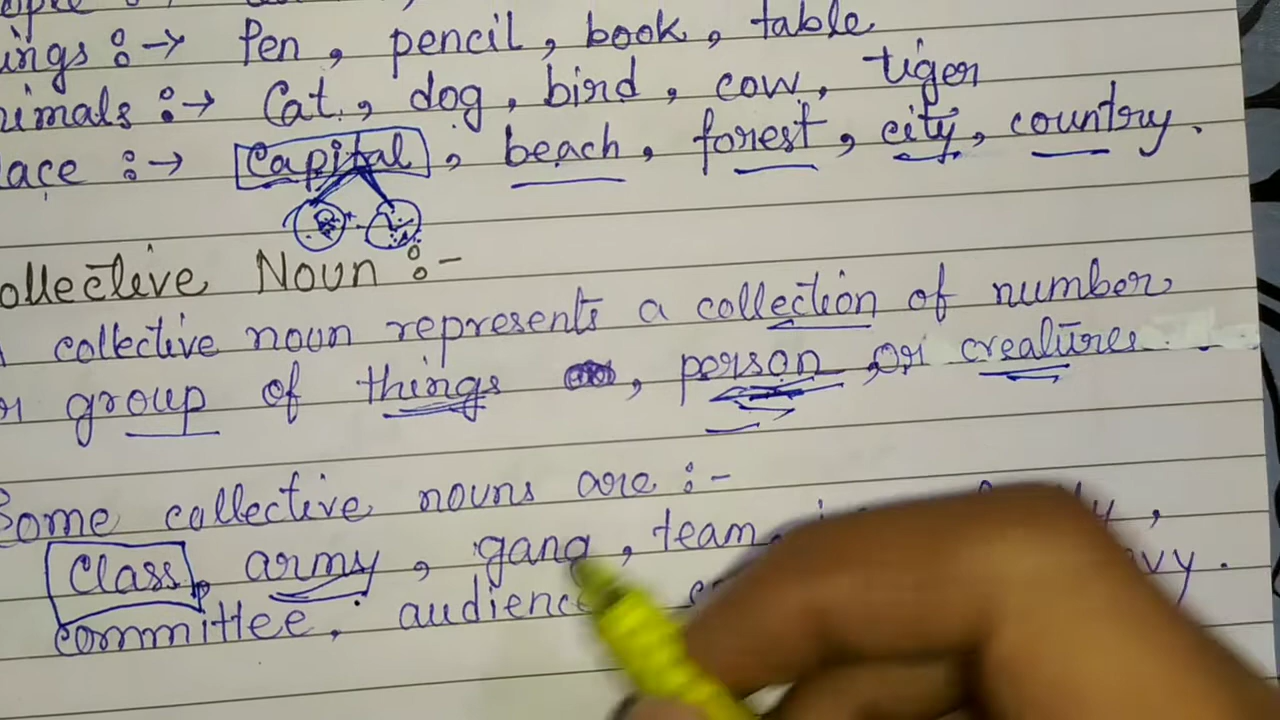 ings :→ Pen, pencil, book, table
imals :→ Cat, dog, bird, cow, tiger
ace :→ Capital, beach, forest, city, country.
ollective Noun :-
collective noun represents a collection of number
or group of things , person or creatures.
Some collective nouns are :-
Class, army, gang, team,
committee, audience vy.